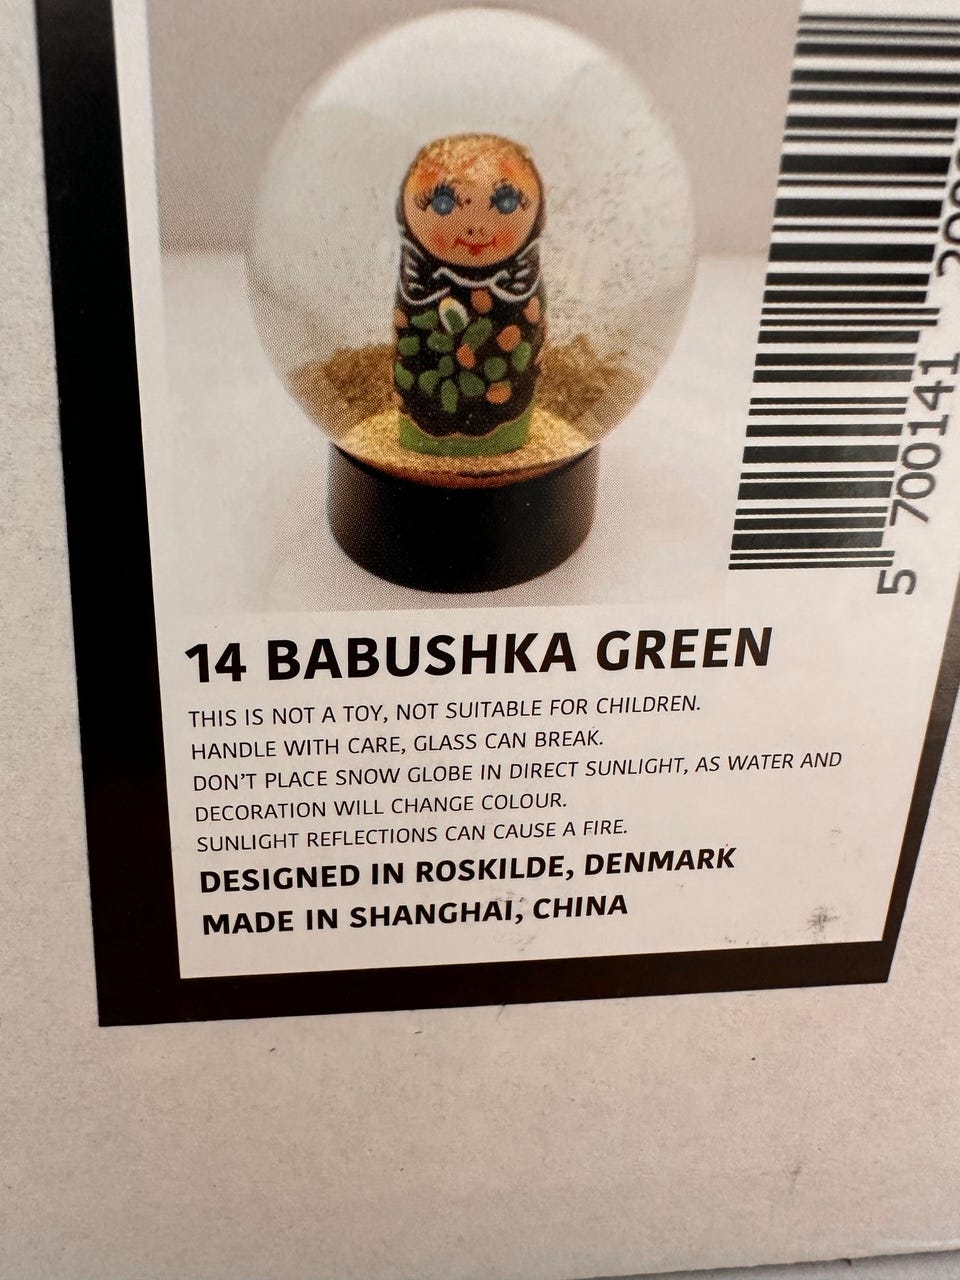 5 700141 200
14 BABUSHKA GREEN
THIS IS NOT A TOY, NOT SUITABLE FOR CHILDREN.
HANDLE WITH CARE, GLASS CAN BREAK.
DON'T PLACE SNOW GLOBE IN DIRECT SUNLIGHT, AS WATER AND
DECORATION WILL CHANGE COLOUR.
SUNLIGHT REFLECTIONS CAN CAUSE A FIRE.
DESIGNED IN ROSKILDE, DENMARK
MADE IN SHANGHAI, CHINA